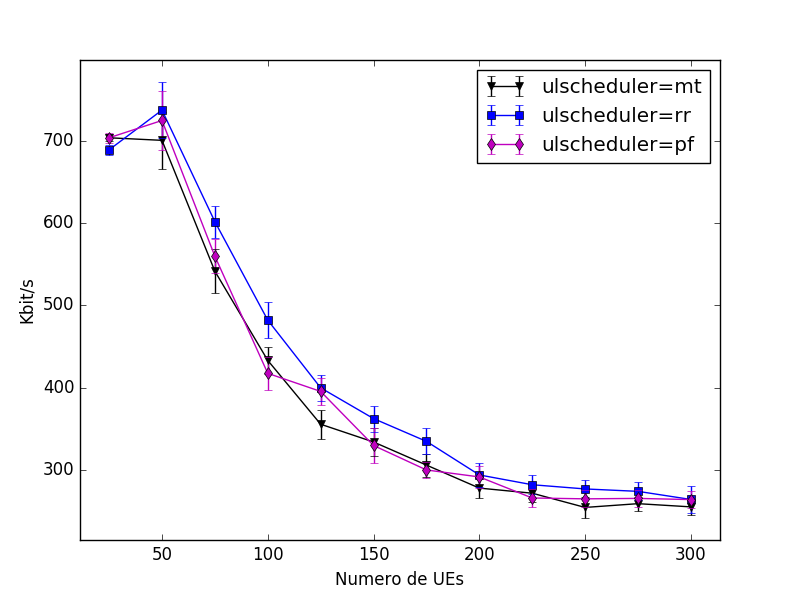 ulscheduler=mt
ulscheduler=rr
ulscheduler=pf
700
600
500
400
300
Kbit/s
50 100 150 200 250 300
Numero de UEs